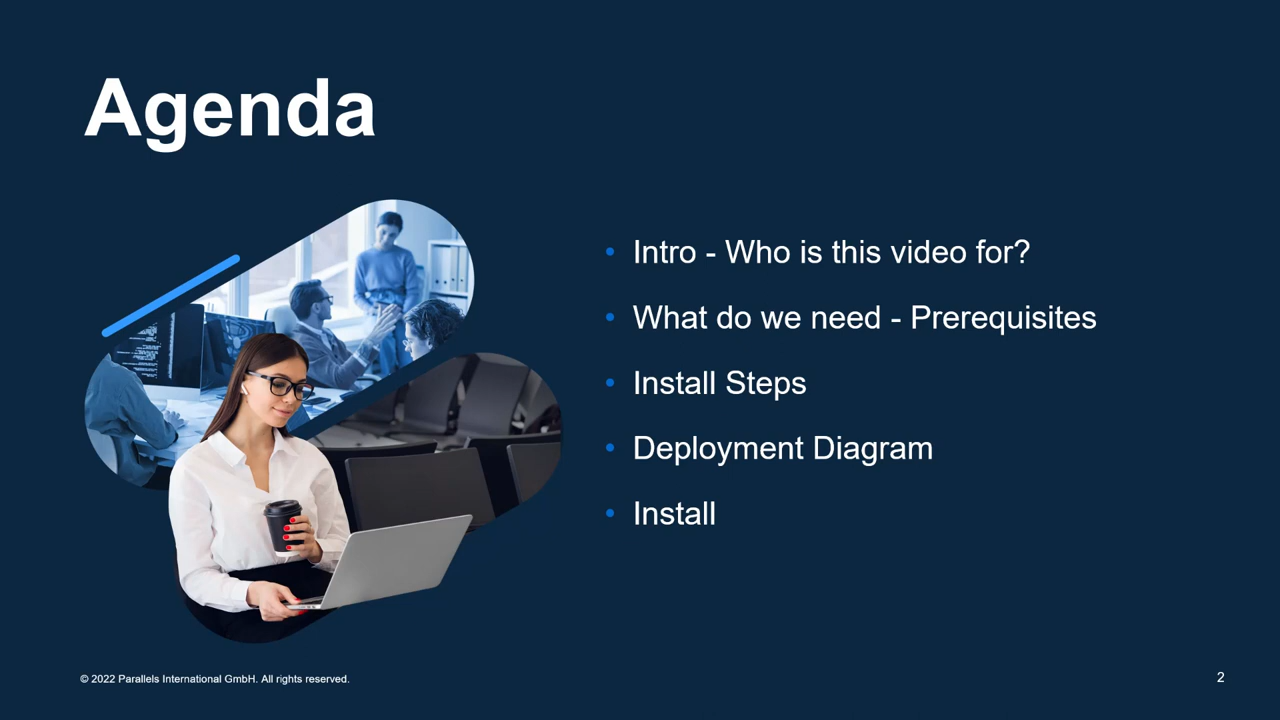 Agenda
Intro - Who is this video for?
What do we need - Prerequisites
Install Steps
Deployment Diagram
Install
© 2022 Parallels International GmbH. All rights reserved.
2